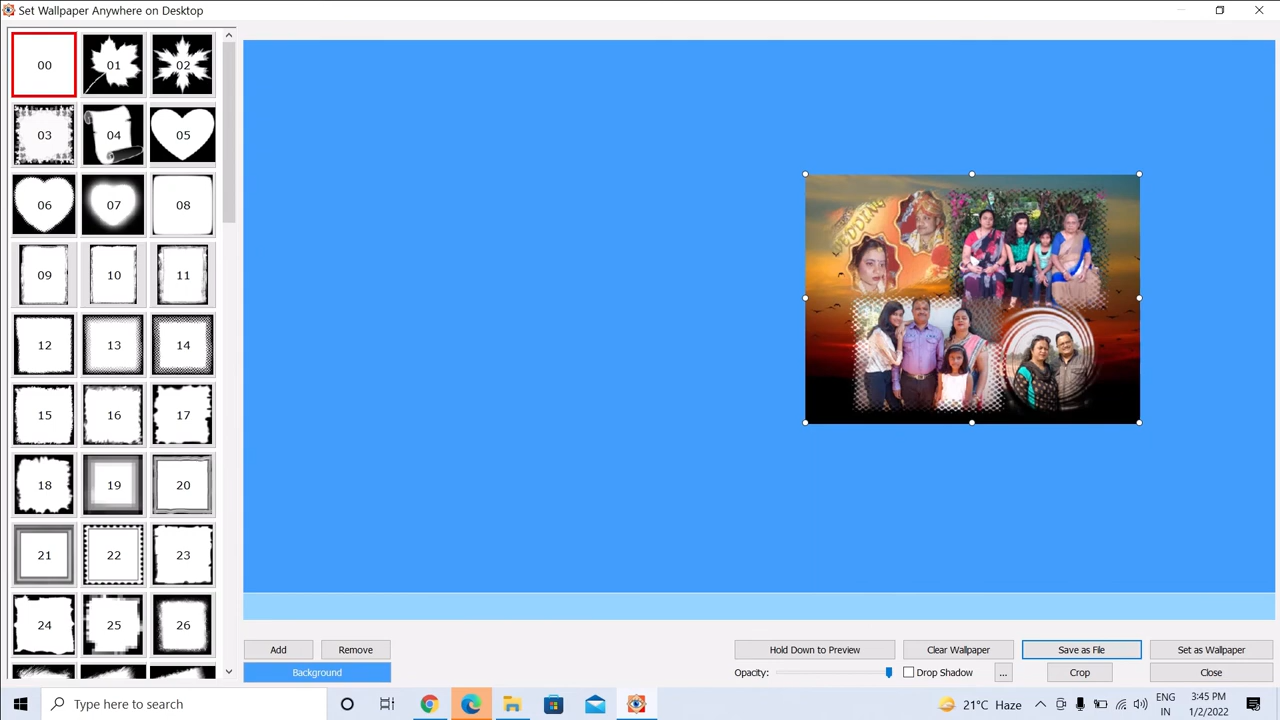 Set Wallpaper Anywhere on Desktop
00 01 02
03 04 05
06 07 08
09 10 11
12 13 14
15 16 17
18 19 20
21 22 23
24 25 26
Add Remove Hold Down to Preview Clear Wallpaper Save as File Set as Wallpaper
Background Opacity: Drop Shadow ... Crop Close
Type here to search 21°C Haze ENG 3:45 PM
IN 1/2/2022